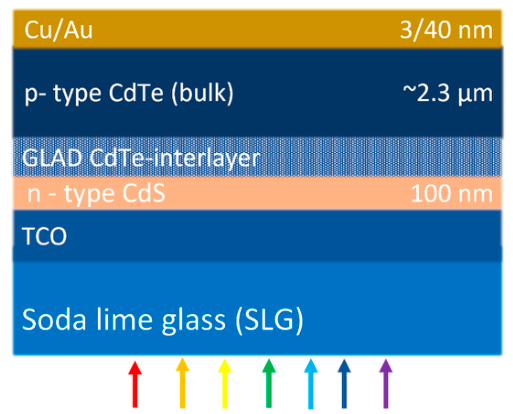 Cu/Au 3/40 nm
p- type CdTe (bulk) ~2.3 μm
GLAD CdTe-interlayer
n - type CdS 100 nm
TCO
Soda lime glass (SLG)